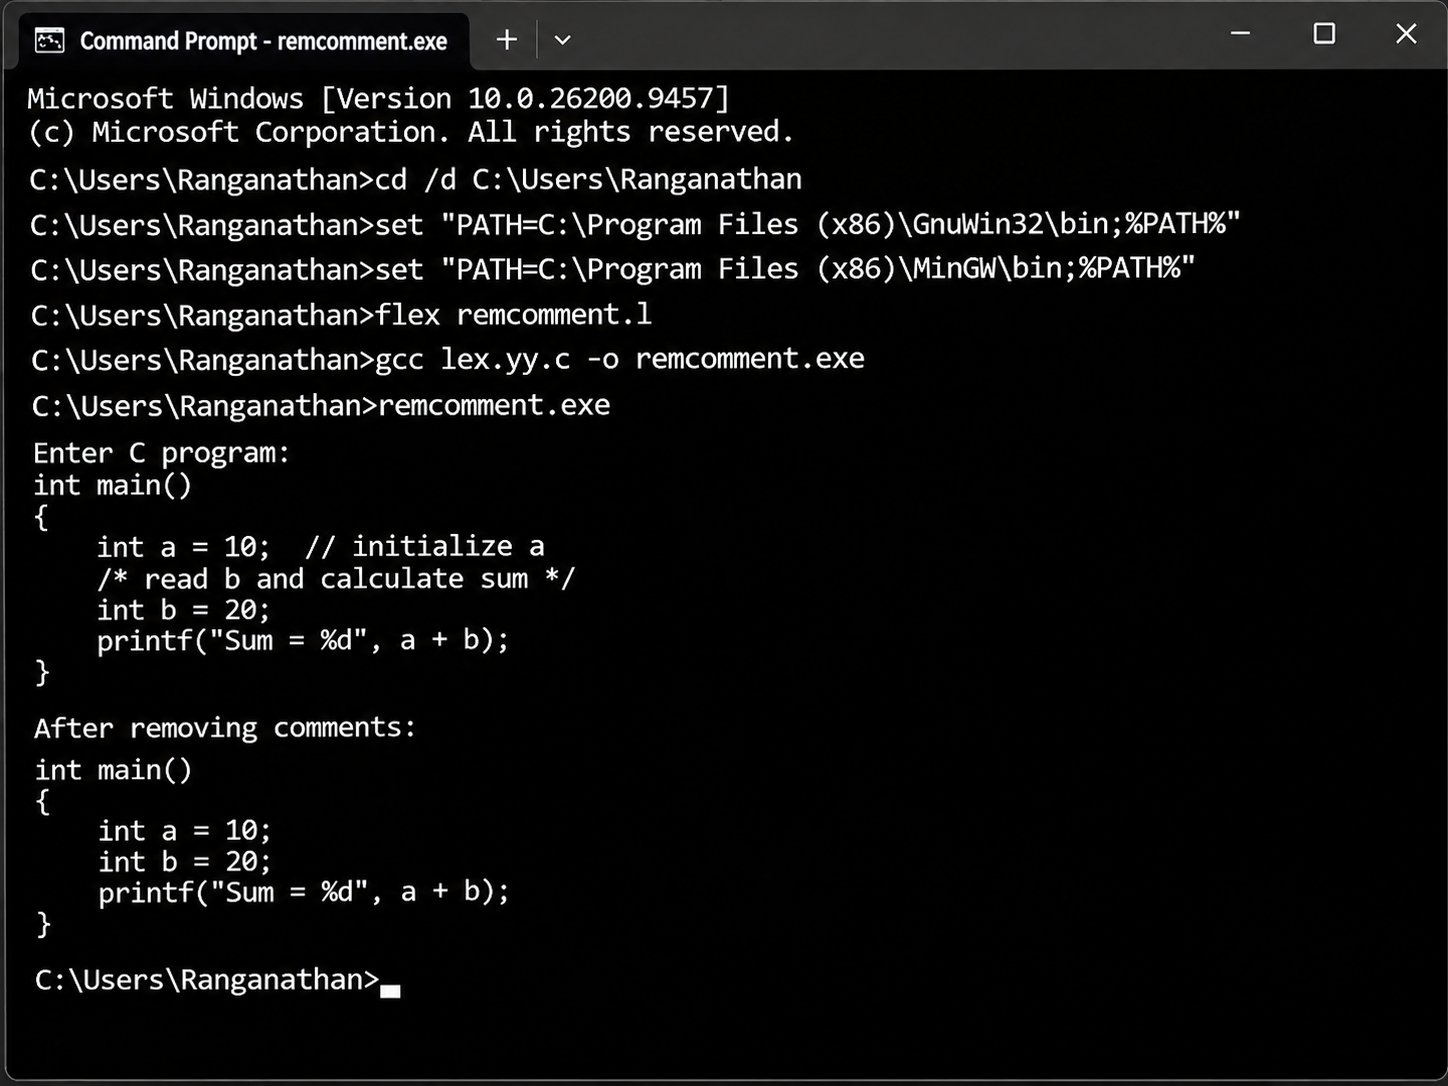 Command Prompt - remcomment.exe
Microsoft Windows [Version 10.0.26200.9457]
(c) Microsoft Corporation. All rights reserved.
C:\Users\Ranganathan>cd /d C:\Users\Ranganathan
C:\Users\Ranganathan>set "PATH=C:\Program Files (x86)\GnuWin32\bin;%PATH%"
C:\Users\Ranganathan>set "PATH=C:\Program Files (x86)\MinGW\bin;%PATH%"
C:\Users\Ranganathan>flex remcomment.l
C:\Users\Ranganathan>gcc lex.yy.c -o remcomment.exe
C:\Users\Ranganathan>remcomment.exe
Enter C program:
int main()
{
    int a = 10;  // initialize a
    /* read b and calculate sum */
    int b = 20;
    printf("Sum = %d", a + b);
}
After removing comments:
int main()
{
    int a = 10;
    int b = 20;
    printf("Sum = %d", a + b);
}
C:\Users\Ranganathan>